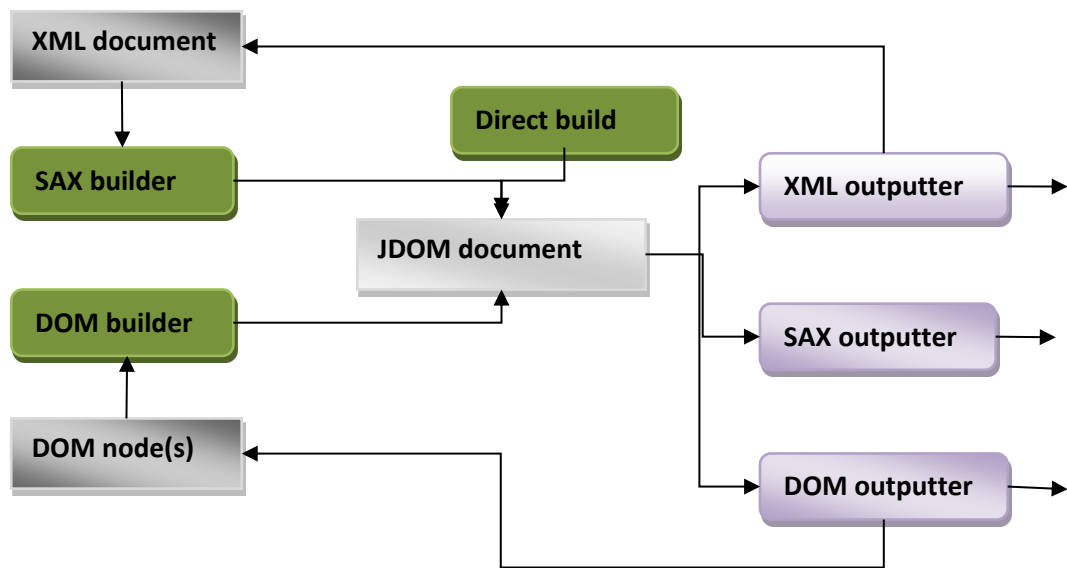 XML document
Direct build
SAX builder
XML outputter
JDOM document
DOM builder
SAX outputter
DOM node(s)
DOM outputter